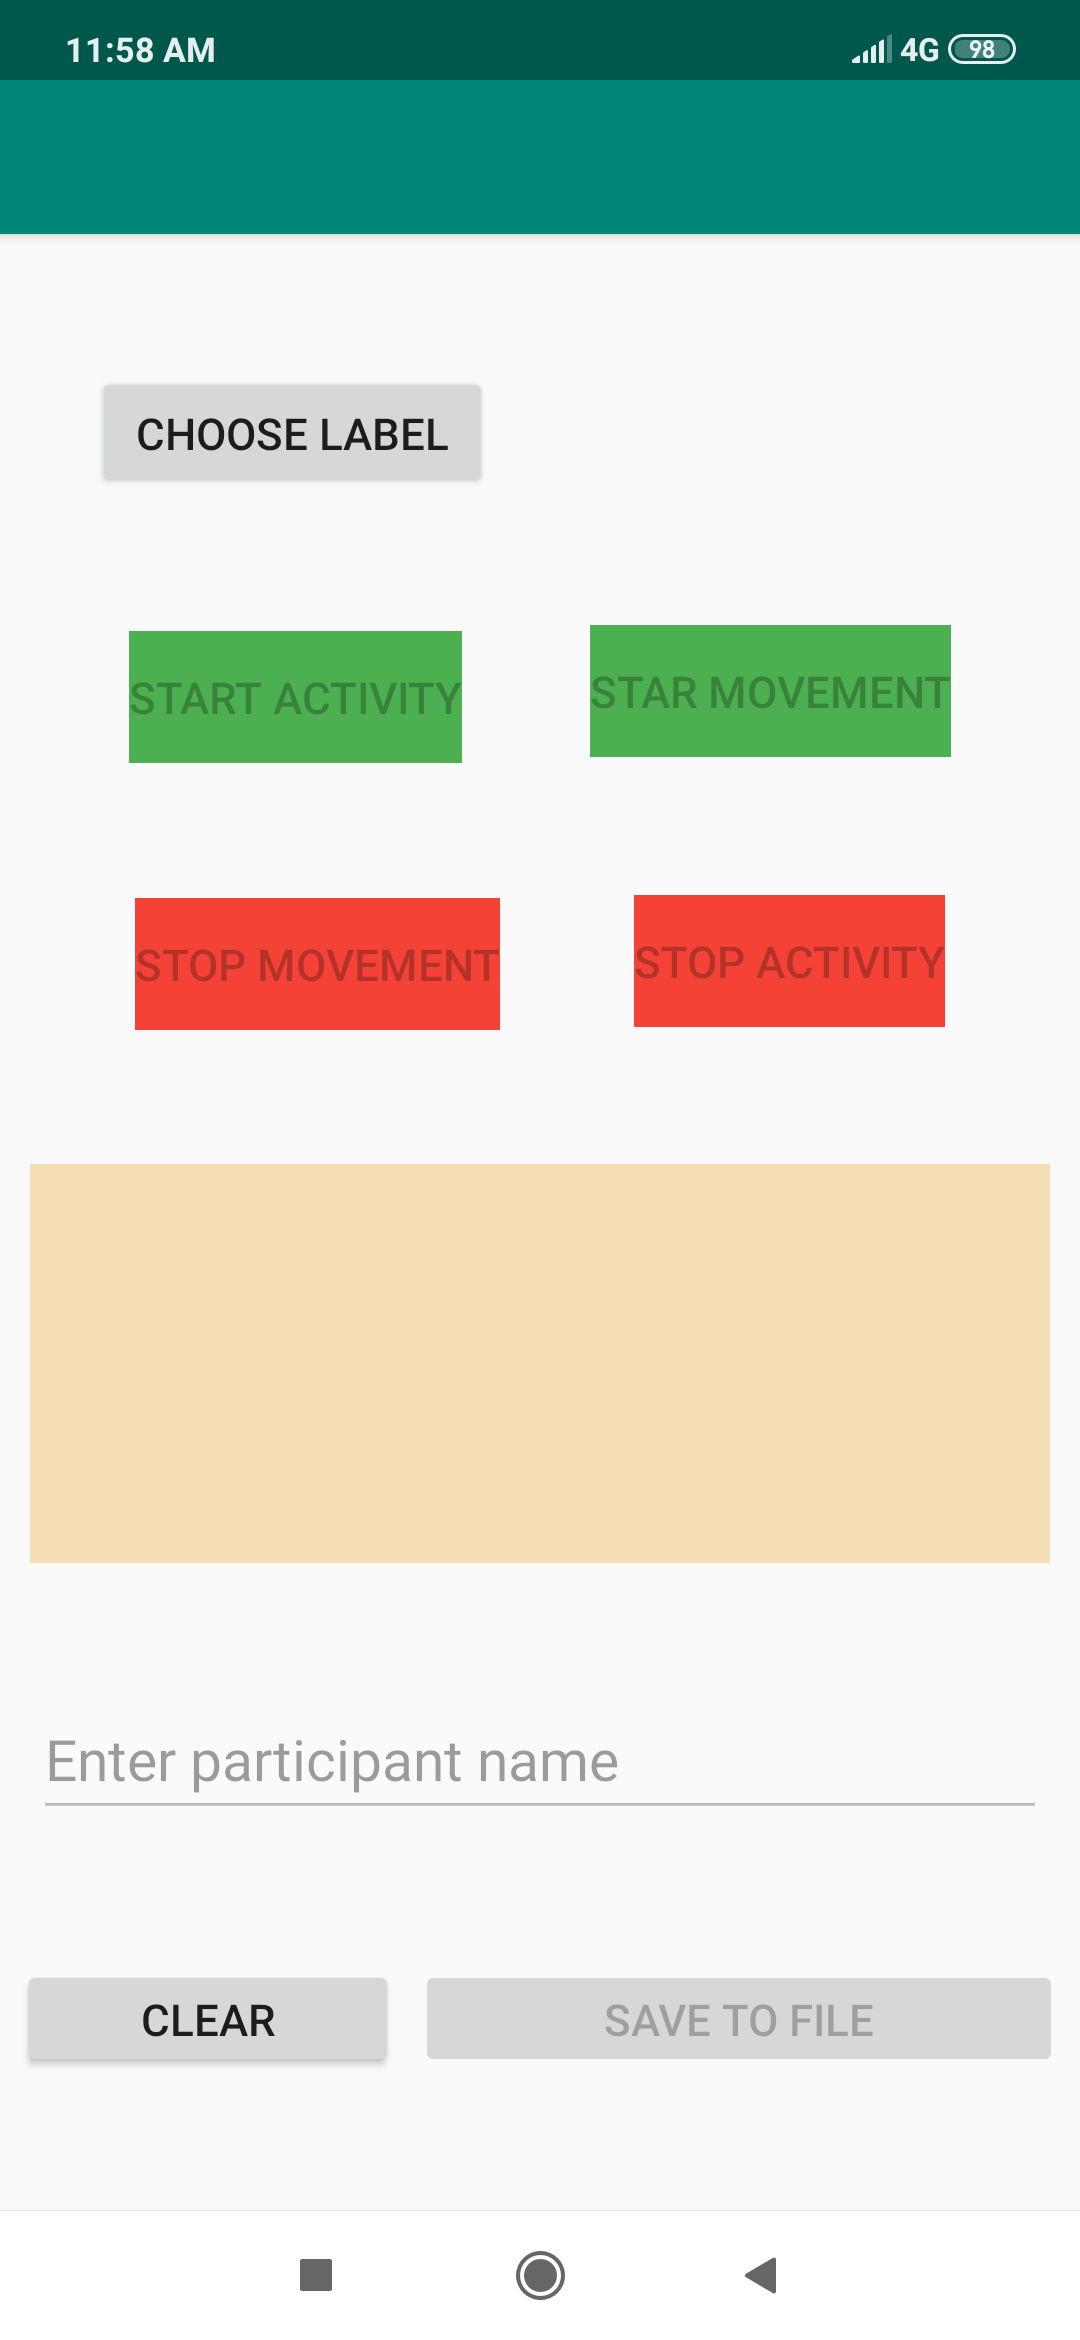 11:58 AM 4G 98
CHOOSE LABEL
START ACTIVITY STAR MOVEMENT
STOP MOVEMENT STOP ACTIVITY
Enter participant name
CLEAR SAVE TO FILE